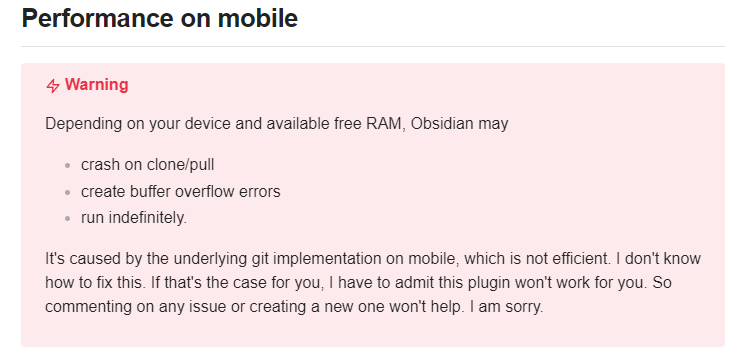 Performance on mobile
Warning
Depending on your device and available free RAM, Obsidian may
crash on clone/pull
create buffer overflow errors
run indefinitely.
It's caused by the underlying git implementation on mobile, which is not efficient. I don't know
how to fix this. If that's the case for you, I have to admit this plugin won't work for you. So
commenting on any issue or creating a new one won't help. I am sorry.